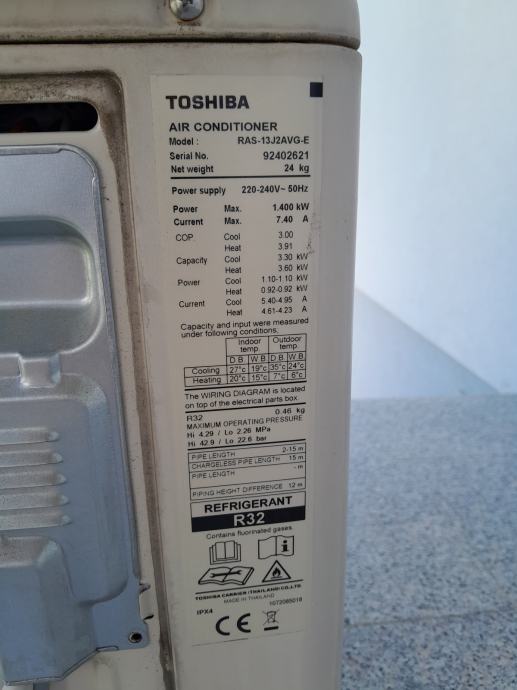 TOSHIBA
AIR CONDITIONER
Model : RAS-13J2AVG-E
Serial No. 92402621
Net weight 24 kg
Power supply 220-240V~ 50Hz
Power Max. 1.400 kW
Current Max. 7.40 A
COP Cool 3.00
Heat 3.91
Capacity Cool 3.30 kW
Heat 3.60 kW
Power Cool 1.10-1.10 kW
Heat 0.92-0.92 kW
Current Cool 5.40-4.95 A
Heat 4.61-4.23 A
Capacity and input were measured
under following conditions.
Indoor temp. Outdoor temp.
D.B. W.B. D.B. W.B.
Cooling 27°c 19°c 35°c 24°c
Heating 20°c 15°c 7°c 6°c
The WIRING DIAGRAM is located
on top of the electrical parts box.
R32 0.46 kg
MAXIMUM OPERATING PRESSURE
Hi 4.29 / Lo 2.26 MPa
Hi 42.9 / Lo 22.6 bar
PIPE LENGTH 2-15 m
CHARGELESS PIPE LENGTH 15 m
PIPE LENGTH - m
PIPING HEIGHT DIFFERENCE 12 m
REFRIGERANT
R32
Contains fluorinated gases.
TOSHIBA CARRIER (THAILAND) CO.,LTD.
MADE IN THAILAND
IPX4 1072085018
CE